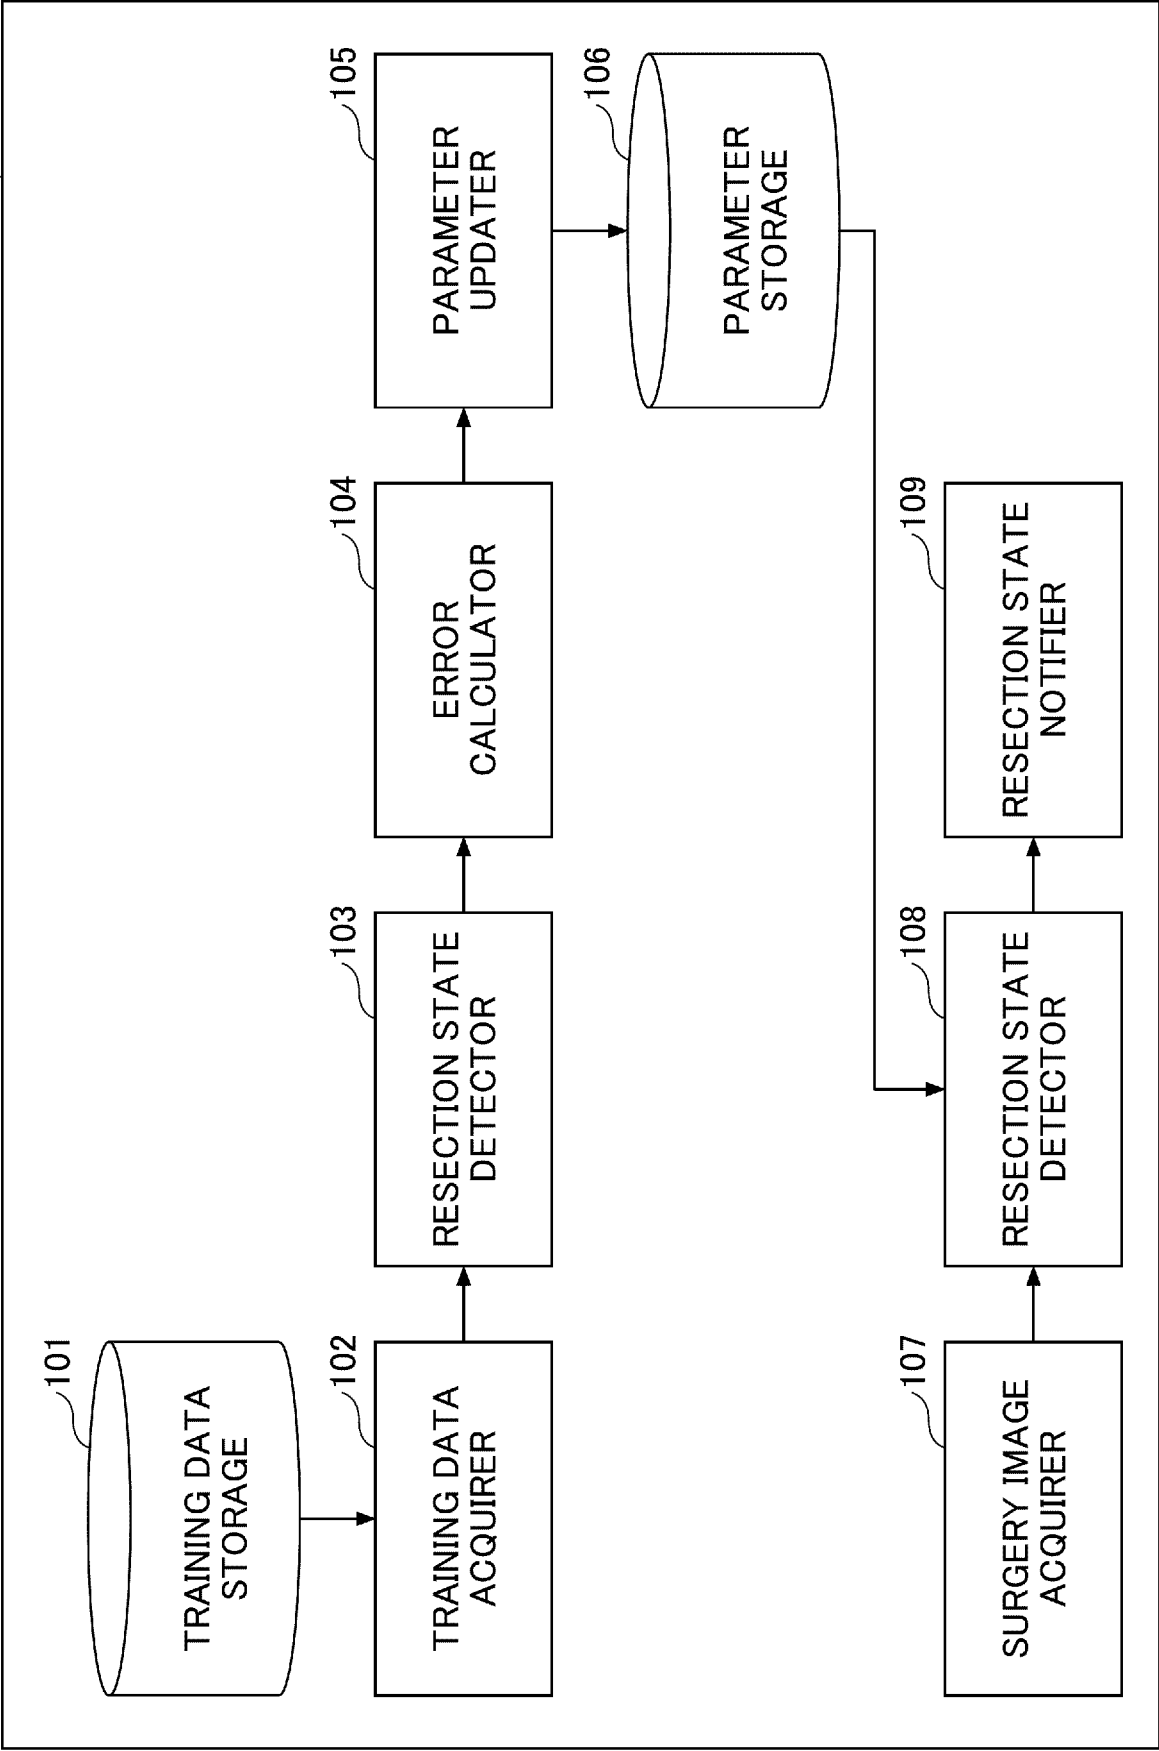 101
TRAINING DATA
STORAGE
102
TRAINING DATA
ACQUIRER
103
RESECTION STATE
DETECTOR
104
ERROR
CALCULATOR
105
PARAMETER
UPDATER
106
PARAMETER
STORAGE
107
SURGERY IMAGE
ACQUIRER
108
RESECTION STATE
DETECTOR
109
RESECTION STATE
NOTIFIER